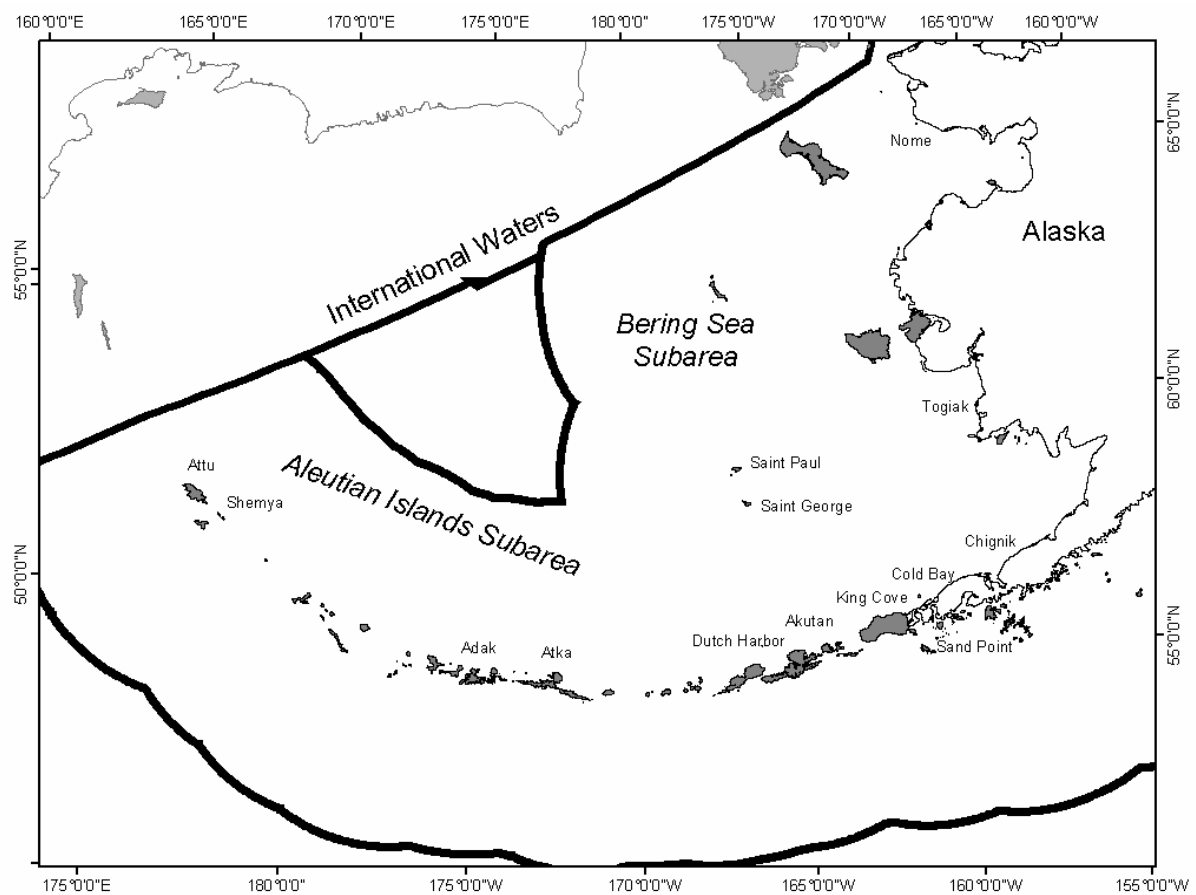 160°0'0"E 165°0'0"E 170°0'0"E 175°0'0"E 180°0'0" 175°0'0"W 170°0'0"W 165°0'0"W 160°0'0"W
65°0'0"N
Nome
Alaska
International Waters
55°0'0"N
Bering Sea
Subarea
60°0'0"N
Togiak
Attu
Saint Paul
Shemya
Aleutian Islands Subarea
Saint George
Chignik
50°0'0"N
Cold Bay
King Cove
Akutan
55°0'0"N
Dutch Harbor
Sand Point
Adak
Atka
175°0'0"E 180°0'0" 175°0'0"W 170°0'0"W 165°0'0"W 160°0'0"W 155°0'0"W